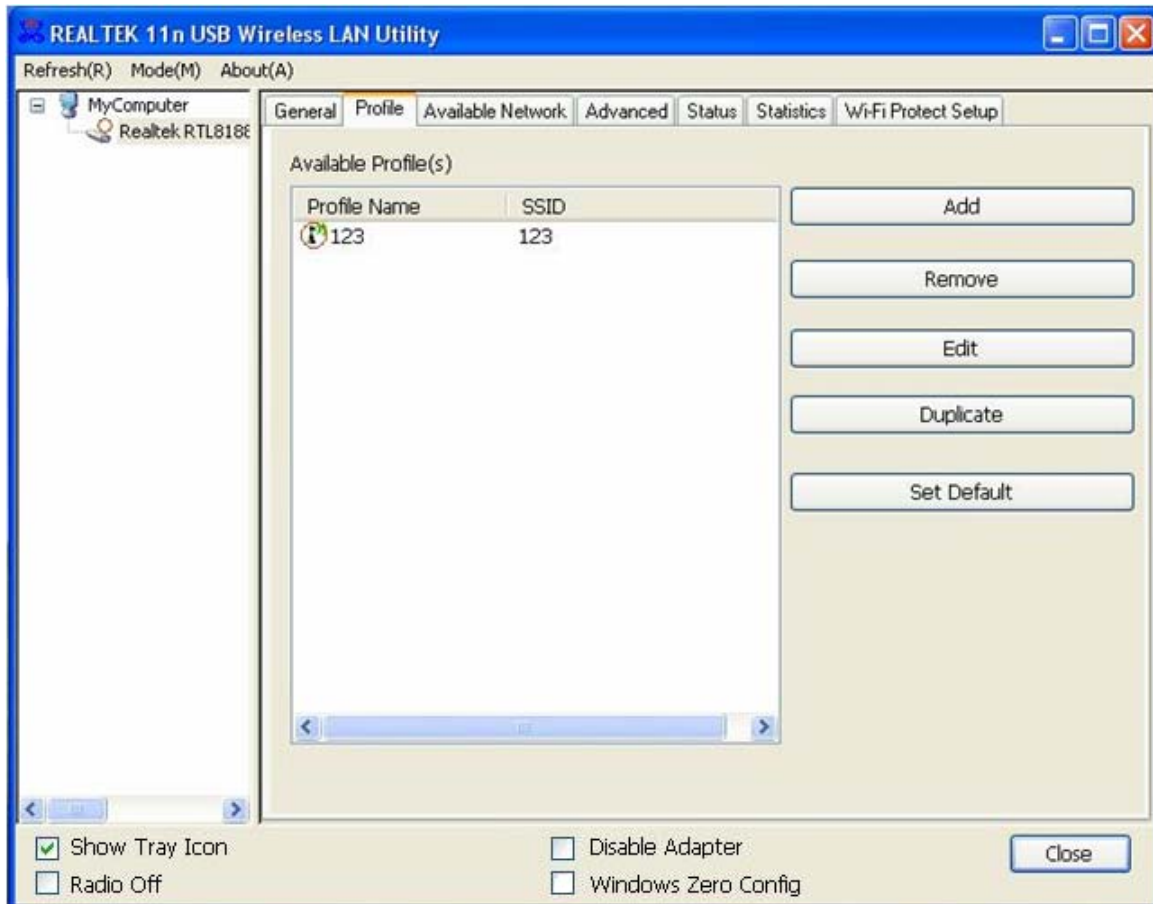 REALTEK 11n USB Wireless LAN Utility
Refresh(R) Mode(M) About(A)
MyComputer
Realtek RTL8188
General Profile Available Network Advanced Status Statistics Wi-Fi Protect Setup
Available Profile(s)
Profile Name SSID
123 123
Add
Remove
Edit
Duplicate
Set Default
Show Tray Icon
Radio Off
Disable Adapter
Windows Zero Config
Close